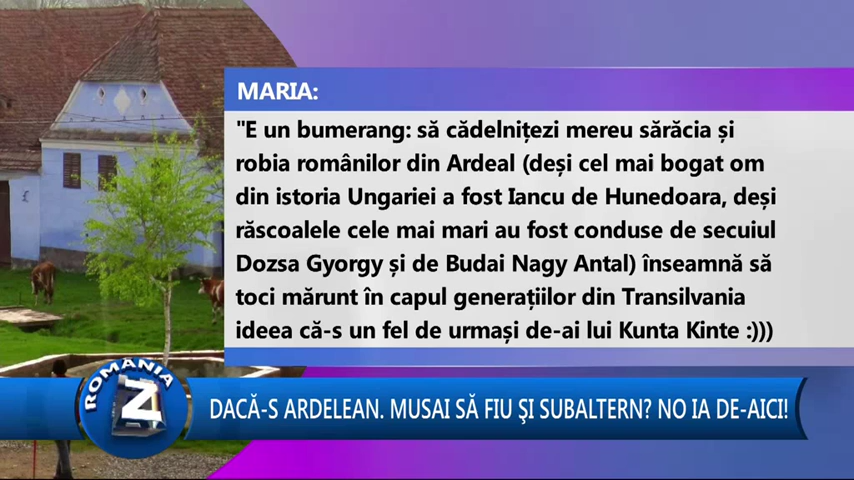 MARIA:
"E un bumerang: să cădelnițezi mereu sărăcia și
robia românilor din Ardeal (deși cel mai bogat om
din istoria Ungariei a fost Iancu de Hunedoara, deși
răscoalele cele mai mari au fost conduse de secuiul
Dozsa Gyorgy și de Budai Nagy Antal) înseamnă să
toci mărunt în capul generațiilor din Transilvania
ideea că-s un fel de urmași de-ai lui Kunta Kinte :)))
ROMANIA
Z
DACĂ-S ARDELEAN. MUSAI SĂ FIU ŞI SUBALTERN? NO IA DE-AICI!